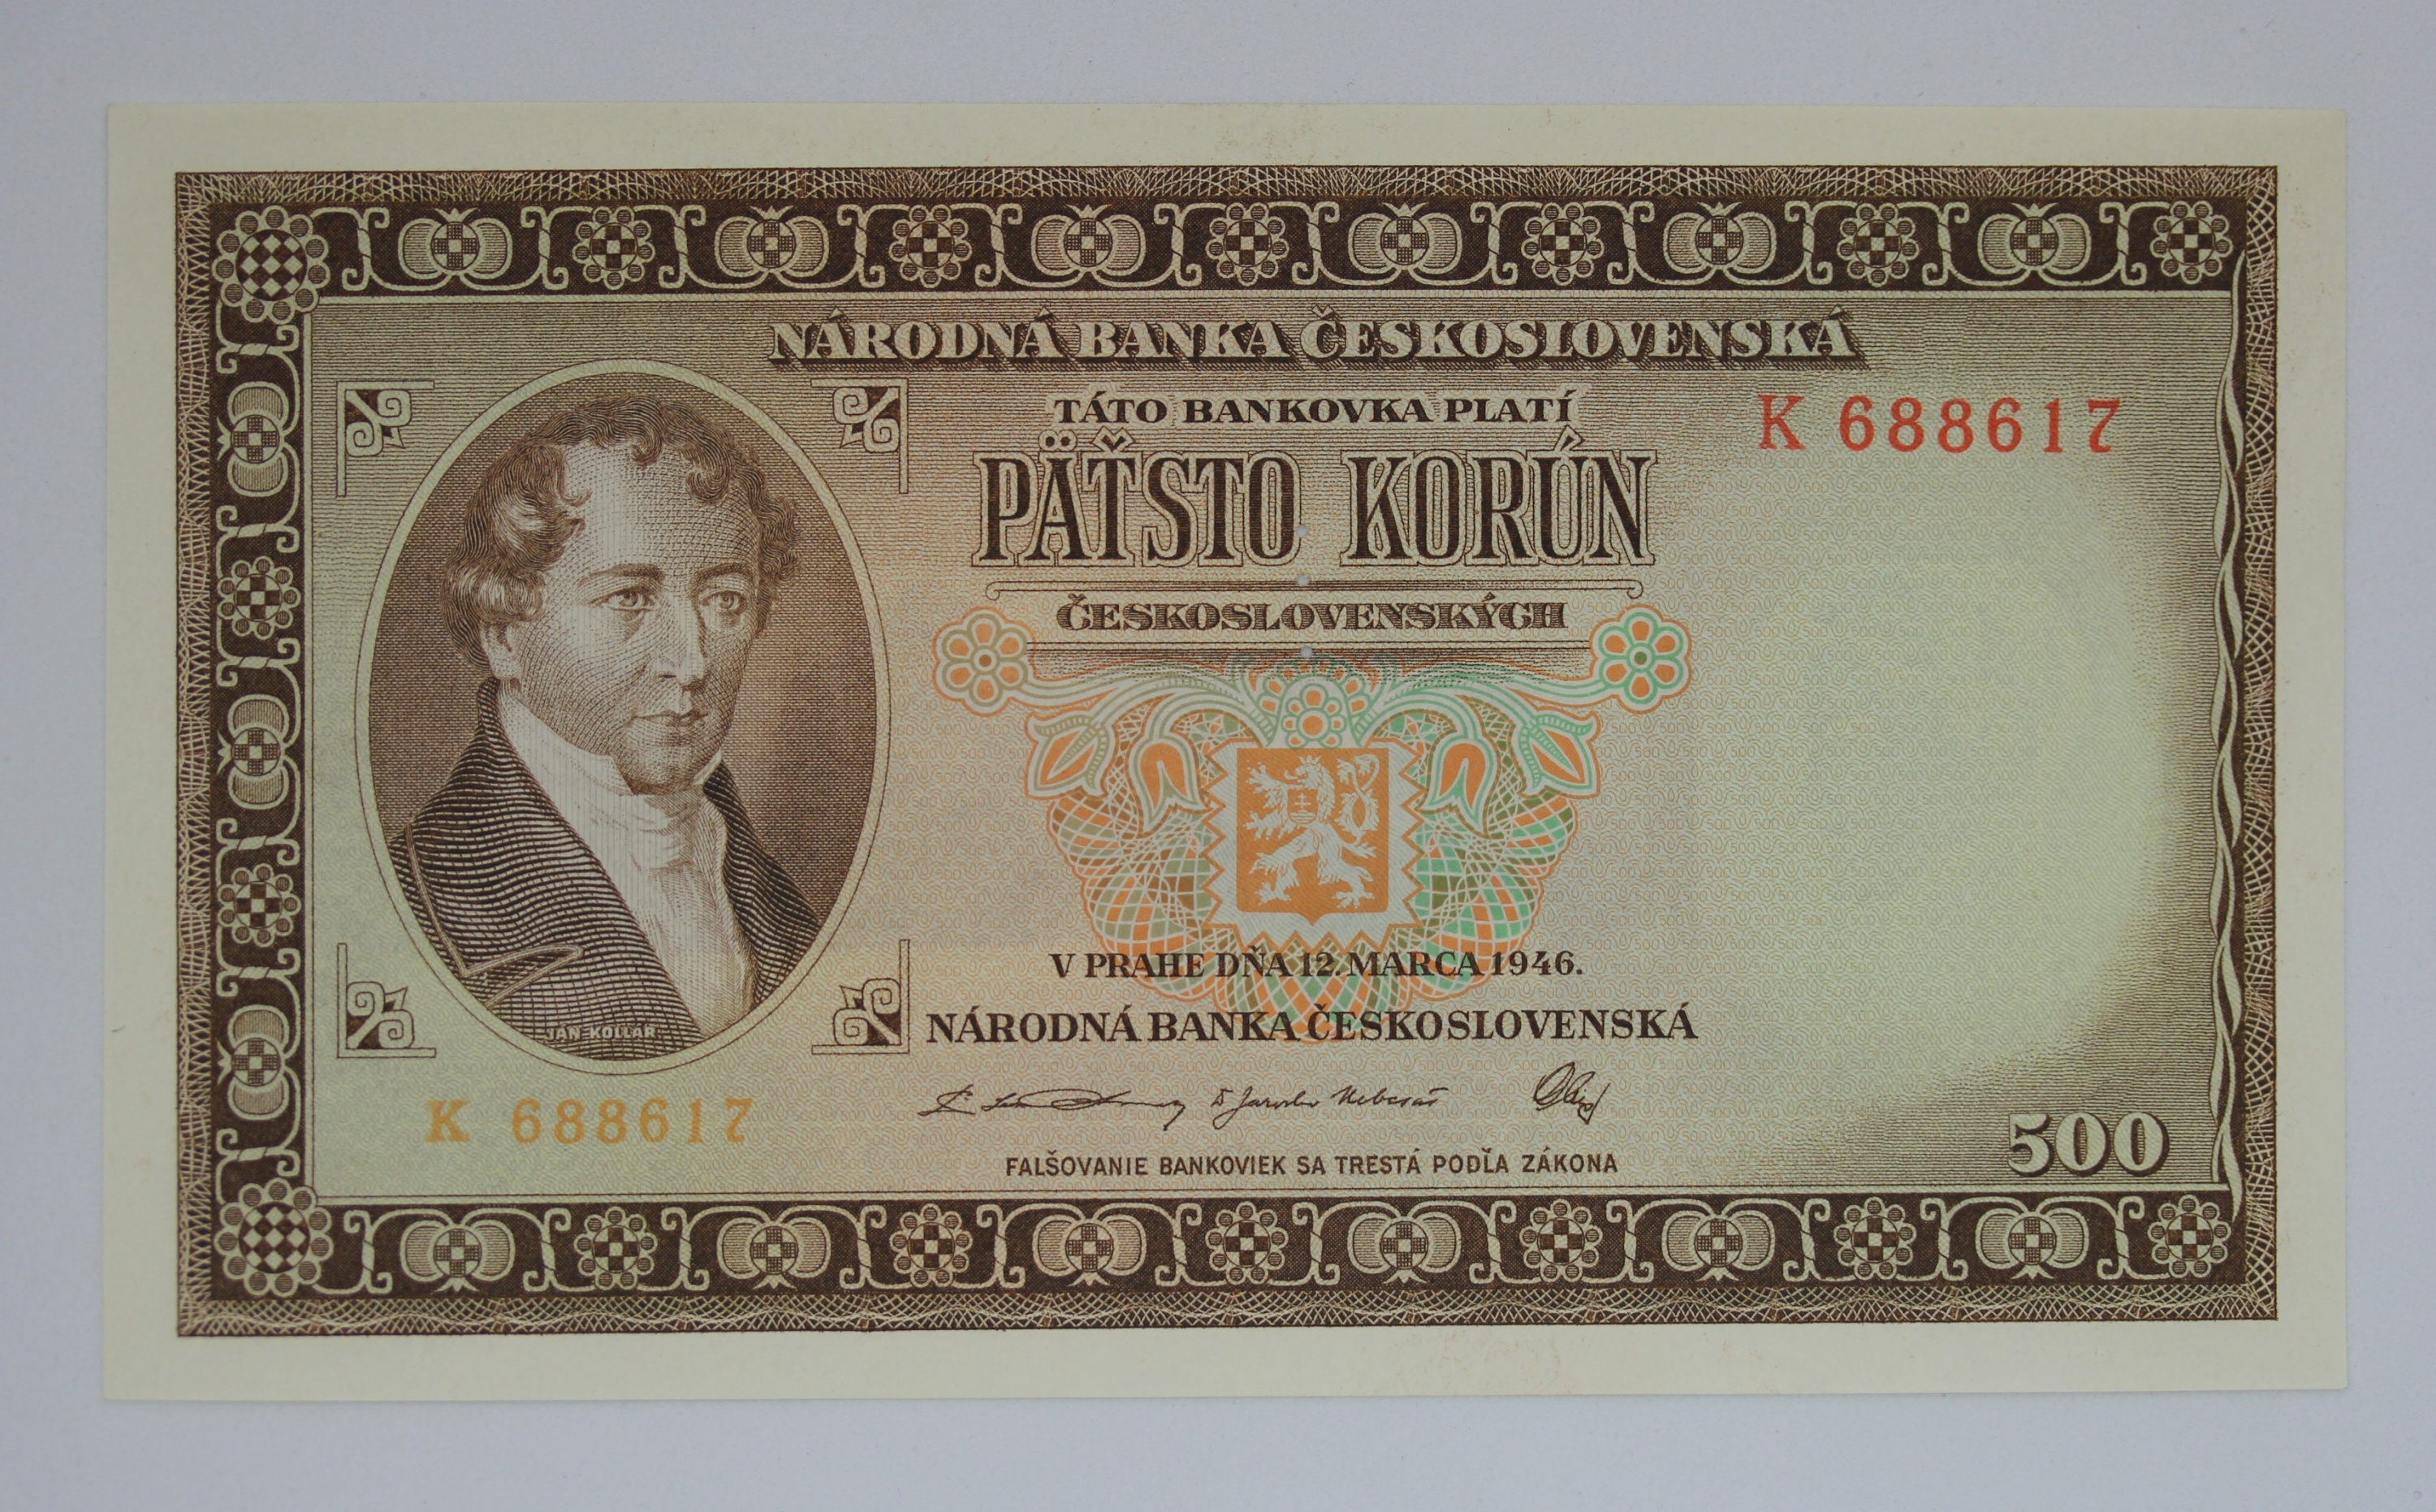 NÁRODNÁ BANKA ČESKOSLOVENSKÁ
TÁTO BANKOVKA PLATÍ
K 688617
PÄŤSTO KORÚN
ČESKOSLOVENSKÝCH
V PRAHE DŇA 12. MARCA 1946.
NÁRODNÁ BANKA ČESKOSLOVENSKÁ
JÁN KOLLÁR
K 688617
500
FALŠOVANIE BANKOVIEK SA TRESTÁ PODĽA ZÁKONA